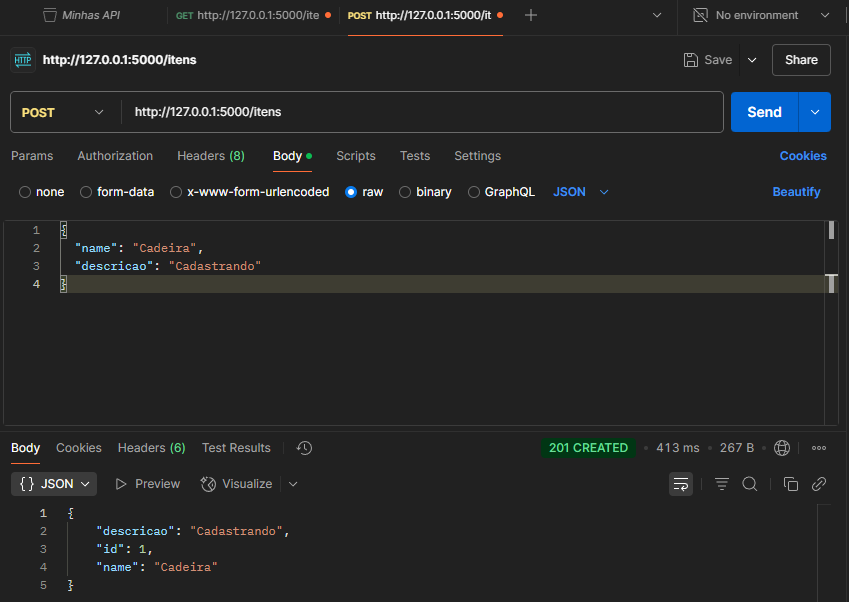 Minhas API GET http://127.0.0.1:5000/ite POST http://127.0.0.1:5000/it No environment
HTTP http://127.0.0.1:5000/itens Save Share
POST http://127.0.0.1:5000/itens Send
Params Authorization Headers (8) Body Scripts Tests Settings Cookies
none form-data x-www-form-urlencoded raw binary GraphQL JSON Beautify
1 {
2 "name": "Cadeira",
3 "descricao": "Cadastrando"
4 }
Body Cookies Headers (6) Test Results 201 CREATED 413 ms 267 B
{} JSON Preview Visualize
1 {
2 "descricao": "Cadastrando",
3 "id": 1,
4 "name": "Cadeira"
5 }